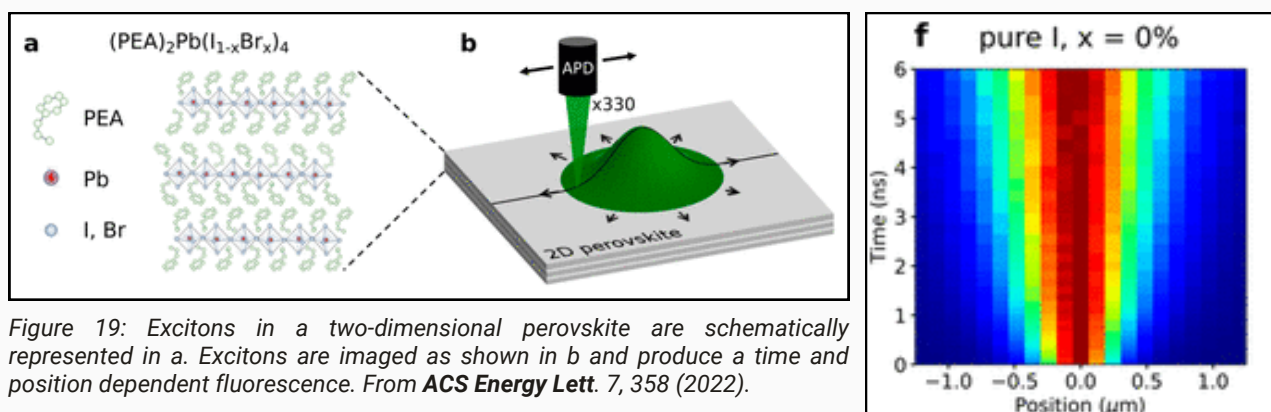 a
(PEA)₂Pb(I₁₋ₓBrₓ)₄
PEA
Pb
I, Br
b
APD
x330
2D perovskite
f
pure I, x = 0%
Time (ns)
6
5
4
3
2
1
0
−1.0 −0.5 0.0 0.5 1.0
Position (μm)
Figure 19: Excitons in a two-dimensional perovskite are schematically
represented in a. Excitons are imaged as shown in b and produce a time and
position dependent fluorescence. From ACS Energy Lett. 7, 358 (2022).